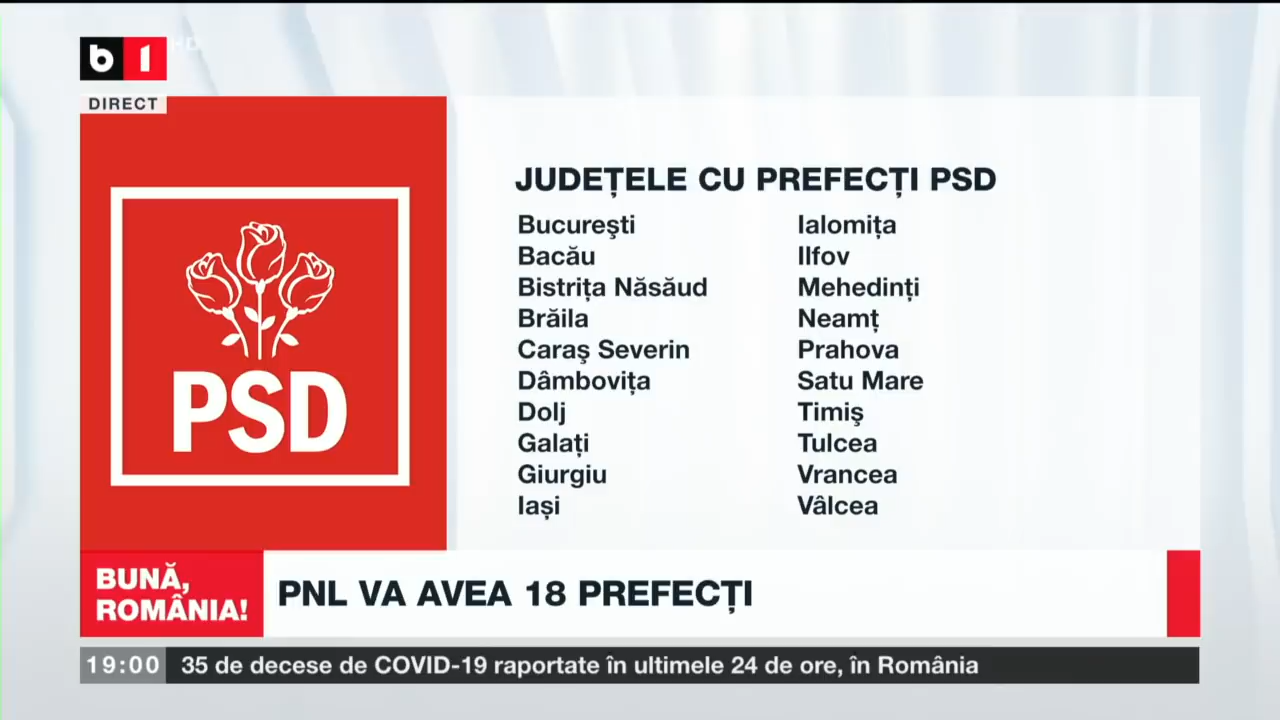 b1
HD
DIRECT
PSD
JUDEȚELE CU PREFECȚI PSD
Bucureşti
Bacău
Bistrița Năsăud
Brăila
Caraş Severin
Dâmbovița
Dolj
Galați
Giurgiu
Iași
Ialomița
Ilfov
Mehedinți
Neamț
Prahova
Satu Mare
Timiş
Tulcea
Vrancea
Vâlcea
BUNĂ,
ROMÂNIA!
PNL VA AVEA 18 PREFECȚI
19:00 35 de decese de COVID-19 raportate în ultimele 24 de ore, în România